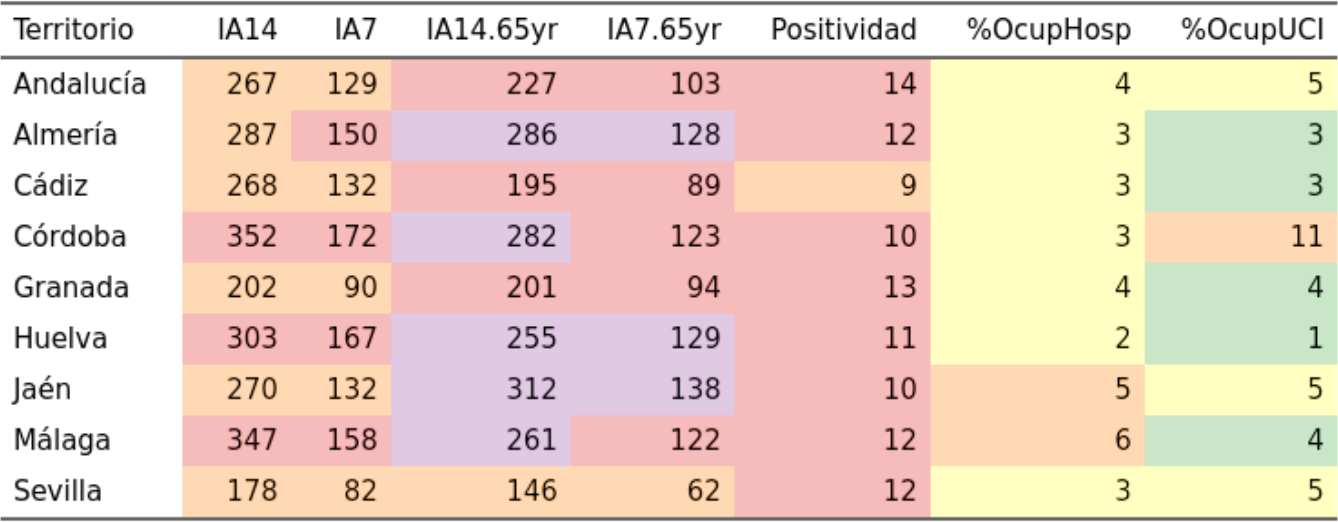 Territorio IA14 IA7 IA14.65yr IA7.65yr Positividad %OcupHosp %OcupUCI
Andalucía 267 129 227 103 14 4 5
Almería 287 150 286 128 12 3 3
Cádiz 268 132 195 89 9 3 3
Córdoba 352 172 282 123 10 3 11
Granada 202 90 201 94 13 4 4
Huelva 303 167 255 129 11 2 1
Jaén 270 132 312 138 10 5 5
Málaga 347 158 261 122 12 6 4
Sevilla 178 82 146 62 12 3 5